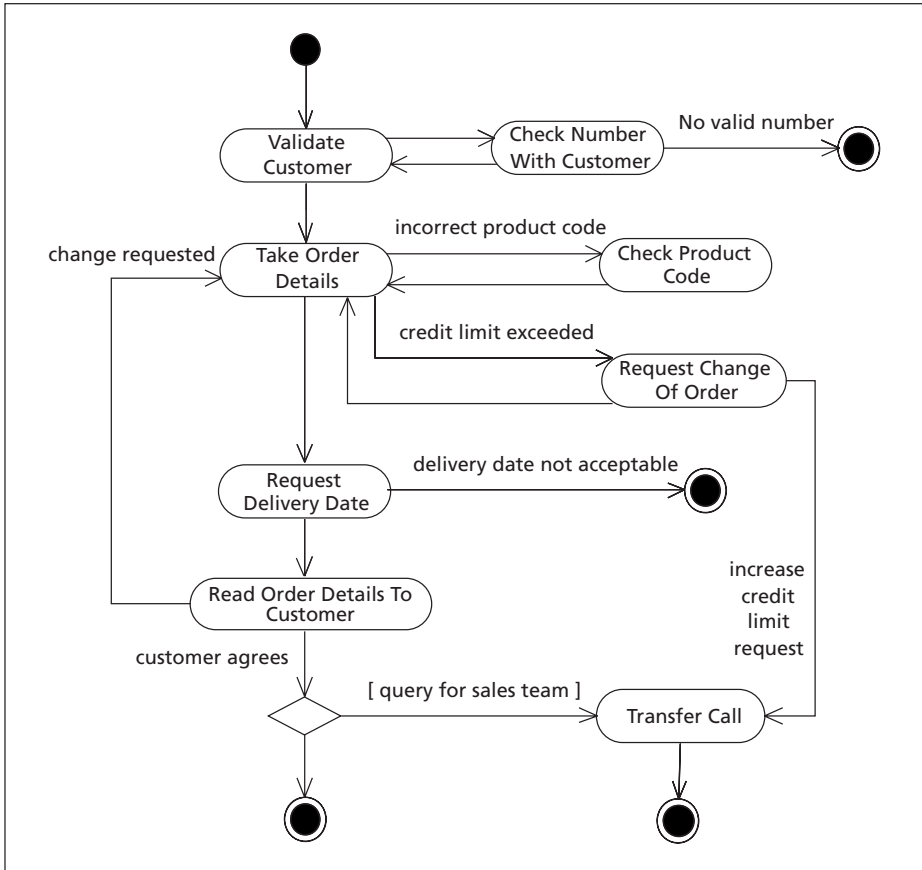 Validate
Customer
Check Number
With Customer
No valid number
change requested
Take Order
Details
incorrect product code
Check Product
Code
credit limit exceeded
Request Change
Of Order
Request
Delivery Date
delivery date not acceptable
Read Order Details To
Customer
increase
credit
limit
request
customer agrees
[ query for sales team ]
Transfer Call